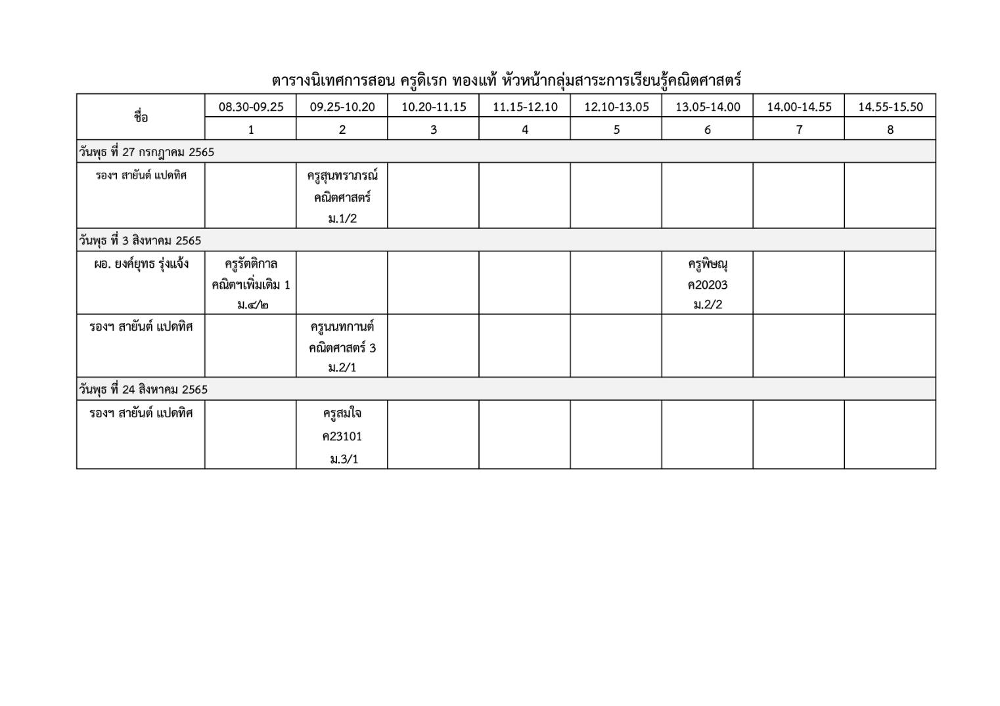 ตารางนิเทศการสอน ครูดิเรก ทองแท้ หัวหน้ากลุ่มสาระการเรียนรู้คณิตศาสตร์
ชื่อ 08.30-09.25 09.25-10.20 10.20-11.15 11.15-12.10 12.10-13.05 13.05-14.00 14.00-14.55 14.55-15.50
1 2 3 4 5 6 7 8
วันพุธ ที่ 27 กรกฎาคม 2565
รองฯ สายันต์ แปดทิศ ครูสุนทราภรณ์
คณิตศาสตร์
ม.1/2
วันพุธ ที่ 3 สิงหาคม 2565
ผอ. ยงค์ยุทธ รุ่งแจ้ง ครูรัตติกาล ครูพิษณุ
คณิตฯเพิ่มเติม 1 ค20203
ม.๔/๒ ม.2/2
รองฯ สายันต์ แปดทิศ ครูนนทกานต์
คณิตศาสตร์ 3
ม.2/1
วันพุธ ที่ 24 สิงหาคม 2565
รองฯ สายันต์ แปดทิศ ครูสมใจ
ค23101
ม.3/1